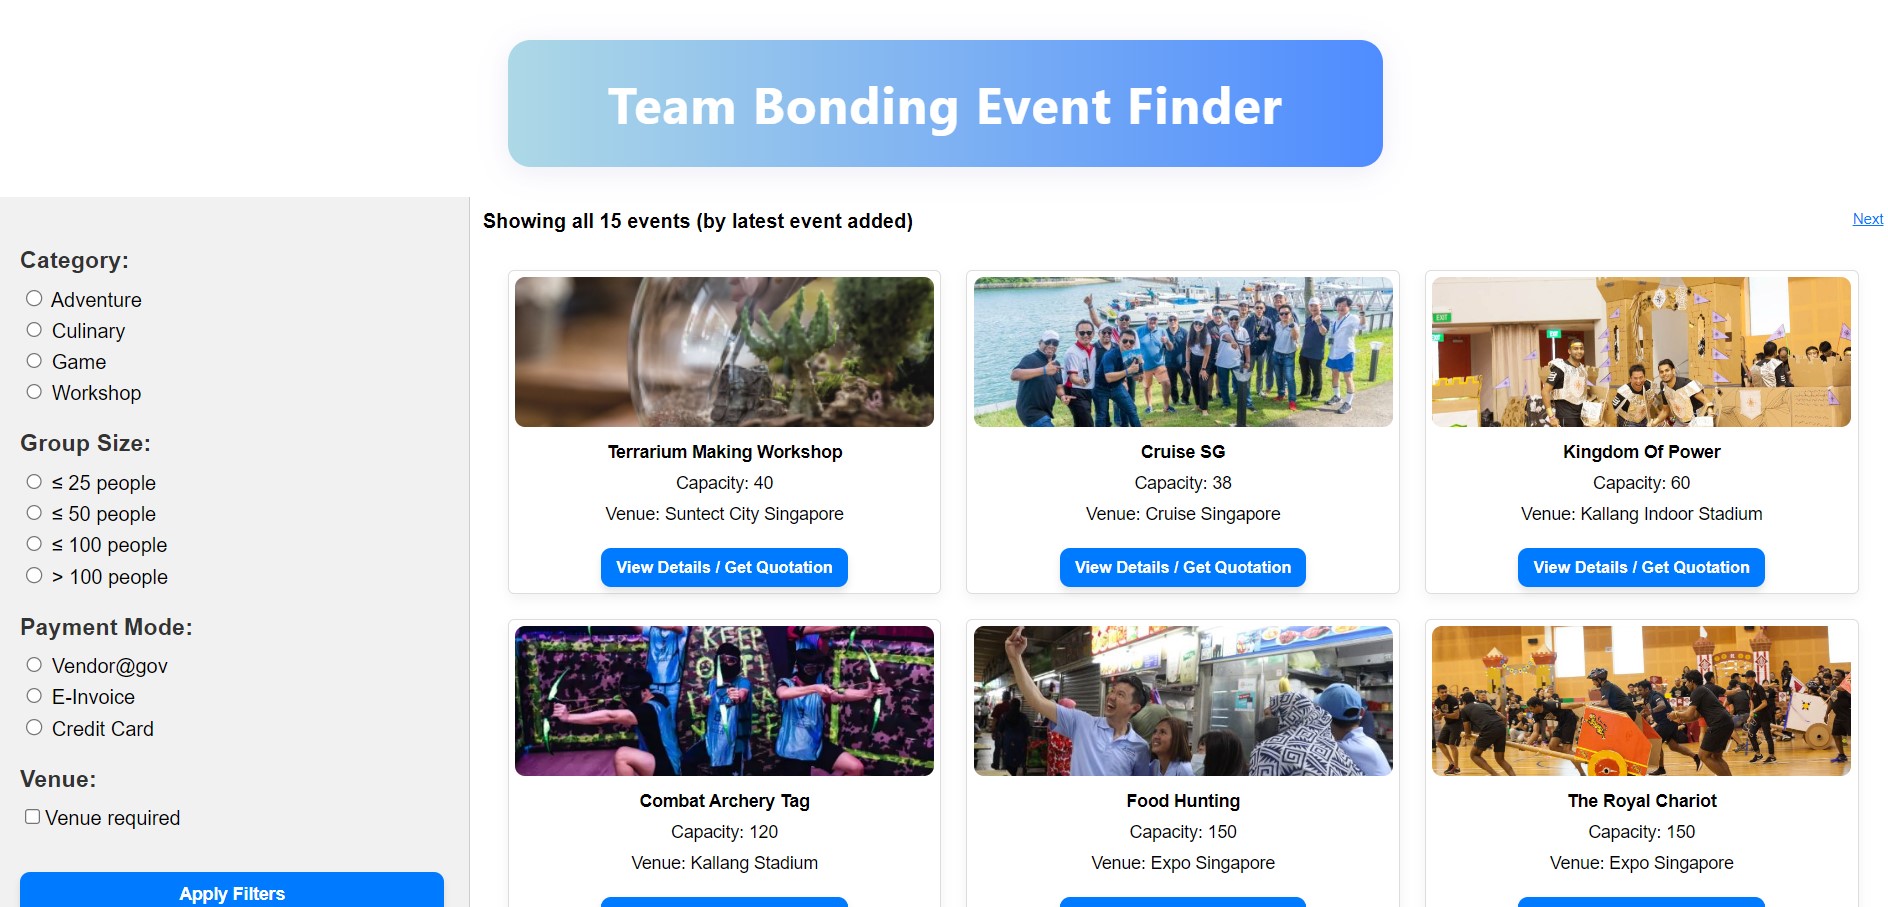 Team Bonding Event Finder
Showing all 15 events (by latest event added)
Next
Category:
Adventure
Culinary
Game
Workshop
Group Size:
≤ 25 people
≤ 50 people
≤ 100 people
> 100 people
Payment Mode:
Vendor@gov
E-Invoice
Credit Card
Venue:
Venue required
Apply Filters
Terrarium Making Workshop
Capacity: 40
Venue: Suntect City Singapore
View Details / Get Quotation
Cruise SG
Capacity: 38
Venue: Cruise Singapore
View Details / Get Quotation
EXIT
Kingdom Of Power
Capacity: 60
Venue: Kallang Indoor Stadium
View Details / Get Quotation
KEEP
Combat Archery Tag
Capacity: 120
Venue: Kallang Stadium
Food Hunting
Capacity: 150
Venue: Expo Singapore
The Royal Chariot
Capacity: 150
Venue: Expo Singapore